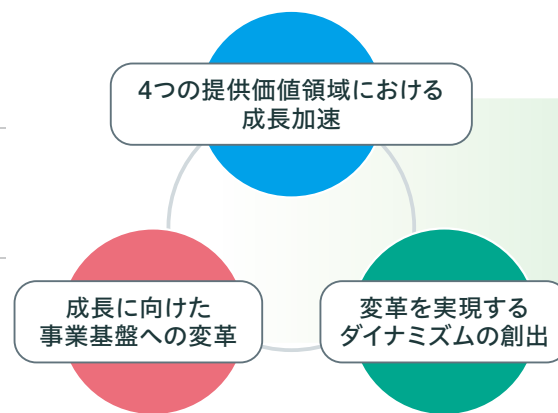 4つの提供価値領域における
成長加速
成長に向けた
事業基盤への変革
変革を実現する
ダイナミズムの創出